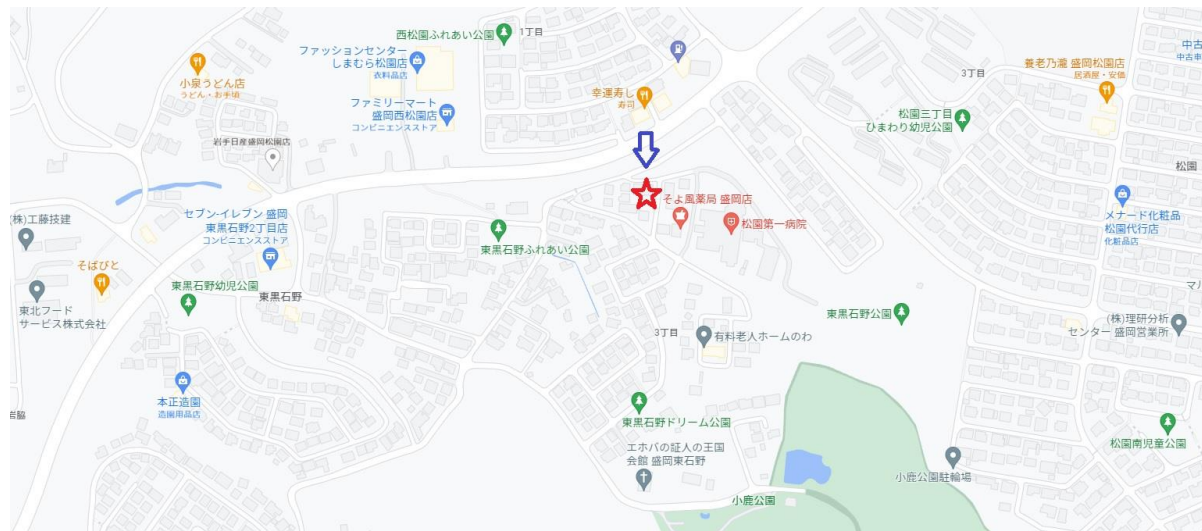 西松園ふれあい公園
1丁目
ファッションセンター
しまむら松園店
衣料品店
小泉うどん店
うどん・お手頃
ファミリーマート
盛岡西松園店
コンビニエンスストア
幸運寿し
寿司
3丁目
養老乃瀧 盛岡松園店
居酒屋・安価
中古
中古車
松園三丁目
ひまわり幼児公園
岩手日産盛岡松園店
松園
そよ風薬局 盛岡店
松園第一病院
メナード化粧品
松園代行店
化粧品店
(株)工藤技建
セブン-イレブン 盛岡
東黒石野2丁目店
コンビニエンスストア
東黒石野ふれあい公園
そばびと
東黒石野幼児公園
東黒石野
東北フード
サービス株式会社
マル
東黒石野公園
(株)理研分析
センター 盛岡営業所
3丁目
有料老人ホームのわ
本正造園
造園用品店
岩脇
東黒石野ドリーム公園
松園南児童公園
エホバの証人の王国
会館 盛岡東石野
小鹿公園駐輪場
小鹿公園